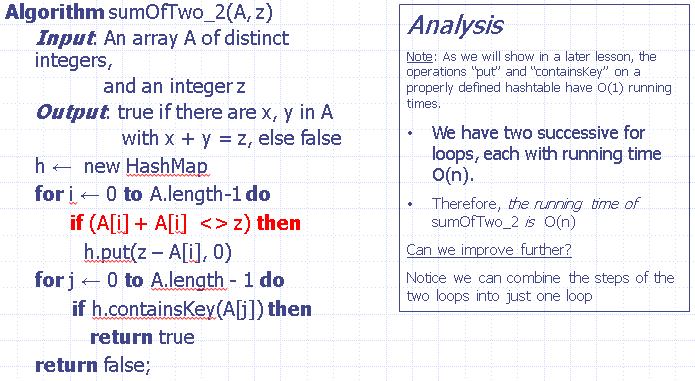 Algorithm sumOfTwo_2(A, z)
Input: An array A of distinct
integers,
and an integer z
Output: true if there are x, y in A
with x + y = z, else false
h ← new HashMap
for i ← 0 to A.length-1 do
if (A[i] + A[i] <> z) then
h.put(z – A[i], 0)
for j ← 0 to A.length - 1 do
if h.containsKey(A[j]) then
return true
return false;
Analysis
Note: As we will show in a later lesson, the
operations “put” and “containsKey” on a
properly defined hashtable have O(1) running
times.
• We have two successive for
loops, each with running time
O(n).
• Therefore, the running time of
sumOfTwo_2 is O(n)
Can we improve further?
Notice we can combine the steps of the
two loops into just one loop